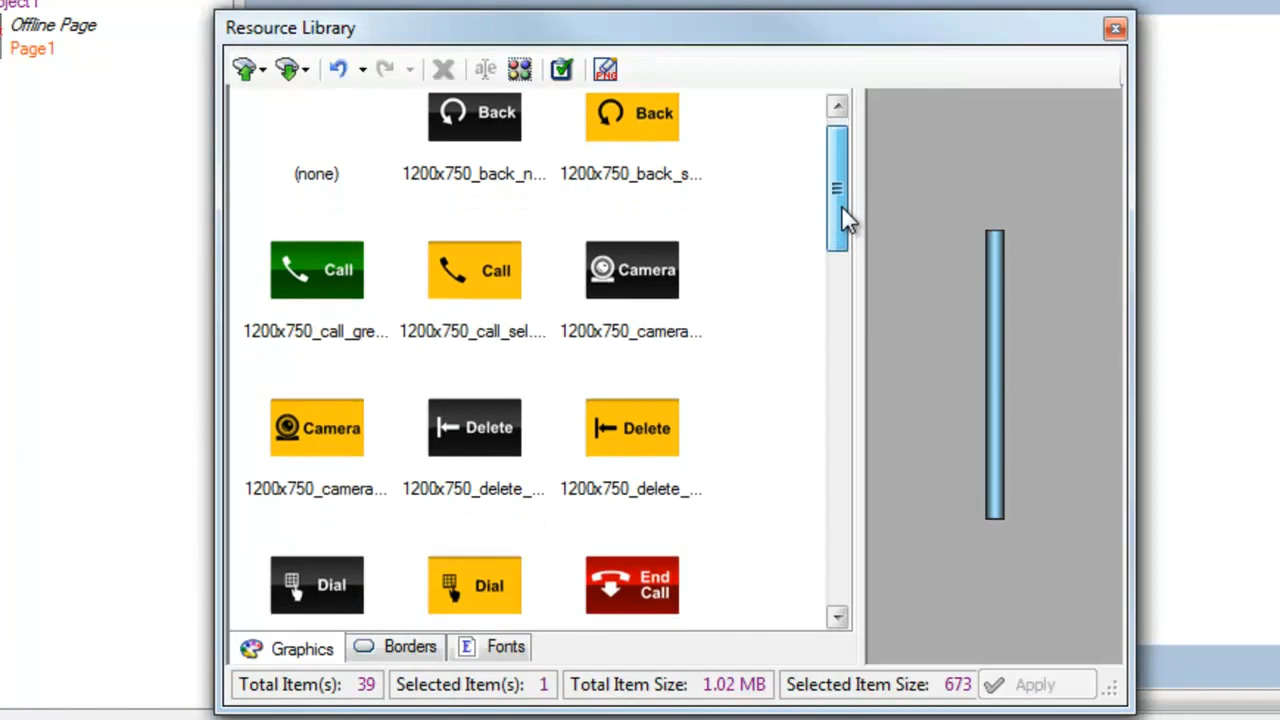 oject1
Offline Page
Page1
Resource Library
PNG
Back
Back
(none)
1200x750_back_n...
1200x750_back_s...
Call
Call
Camera
1200x750_call_gre...
1200x750_call_sel....
1200x750_camera...
Camera
Delete
Delete
1200x750_camera...
1200x750_delete_...
1200x750_delete_...
Dial
Dial
End
Call
Graphics
Borders
Fonts
Total Item(s): 39
Selected Item(s): 1
Total Item Size: 1.02 MB
Selected Item Size: 673
Apply